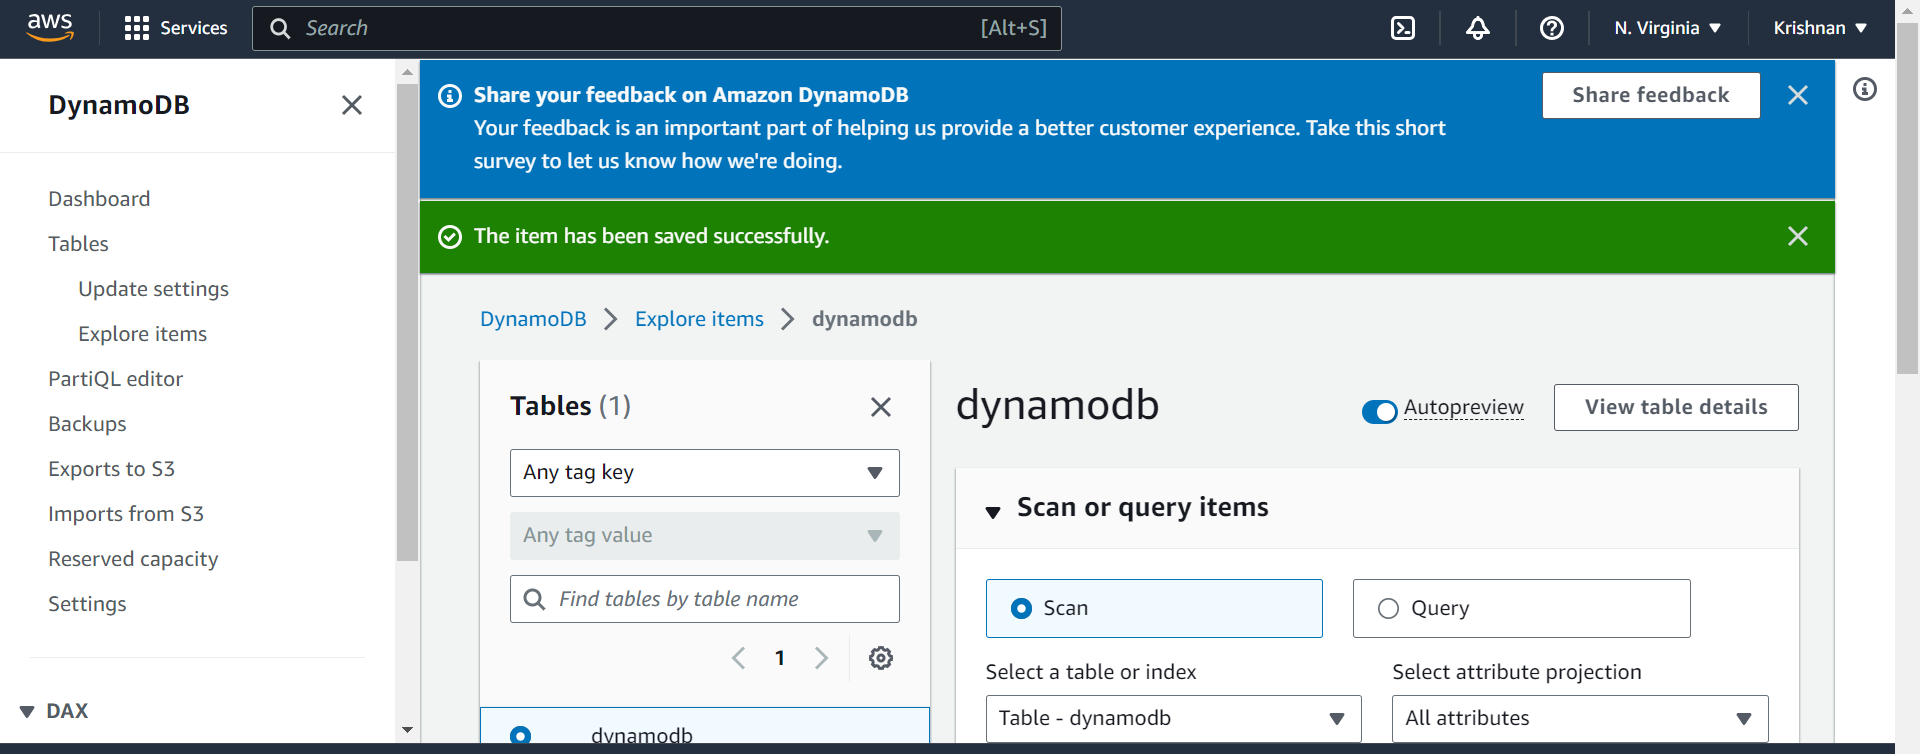 aws
Services
Search [Alt+S]
N. Virginia
Krishnan
DynamoDB
Dashboard
Tables
Update settings
Explore items
PartiQL editor
Backups
Exports to S3
Imports from S3
Reserved capacity
Settings
DAX
Share your feedback on Amazon DynamoDB
Your feedback is an important part of helping us provide a better customer experience. Take this short
survey to let us know how we're doing.
Share feedback
The item has been saved successfully.
DynamoDB Explore items dynamodb
Tables (1)
Any tag key
Any tag value
Find tables by table name
1
dynamodb
dynamodb
Autopreview
View table details
Scan or query items
Scan
Query
Select a table or index
Table - dynamodb
Select attribute projection
All attributes